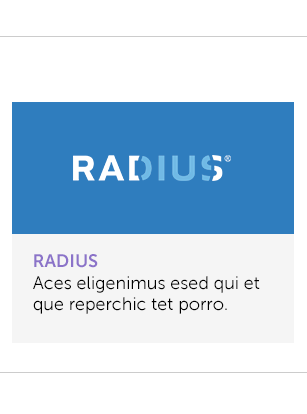 RADIUS®
RADIUS
Aces eligenimus esed qui et
que reperchic tet porro.